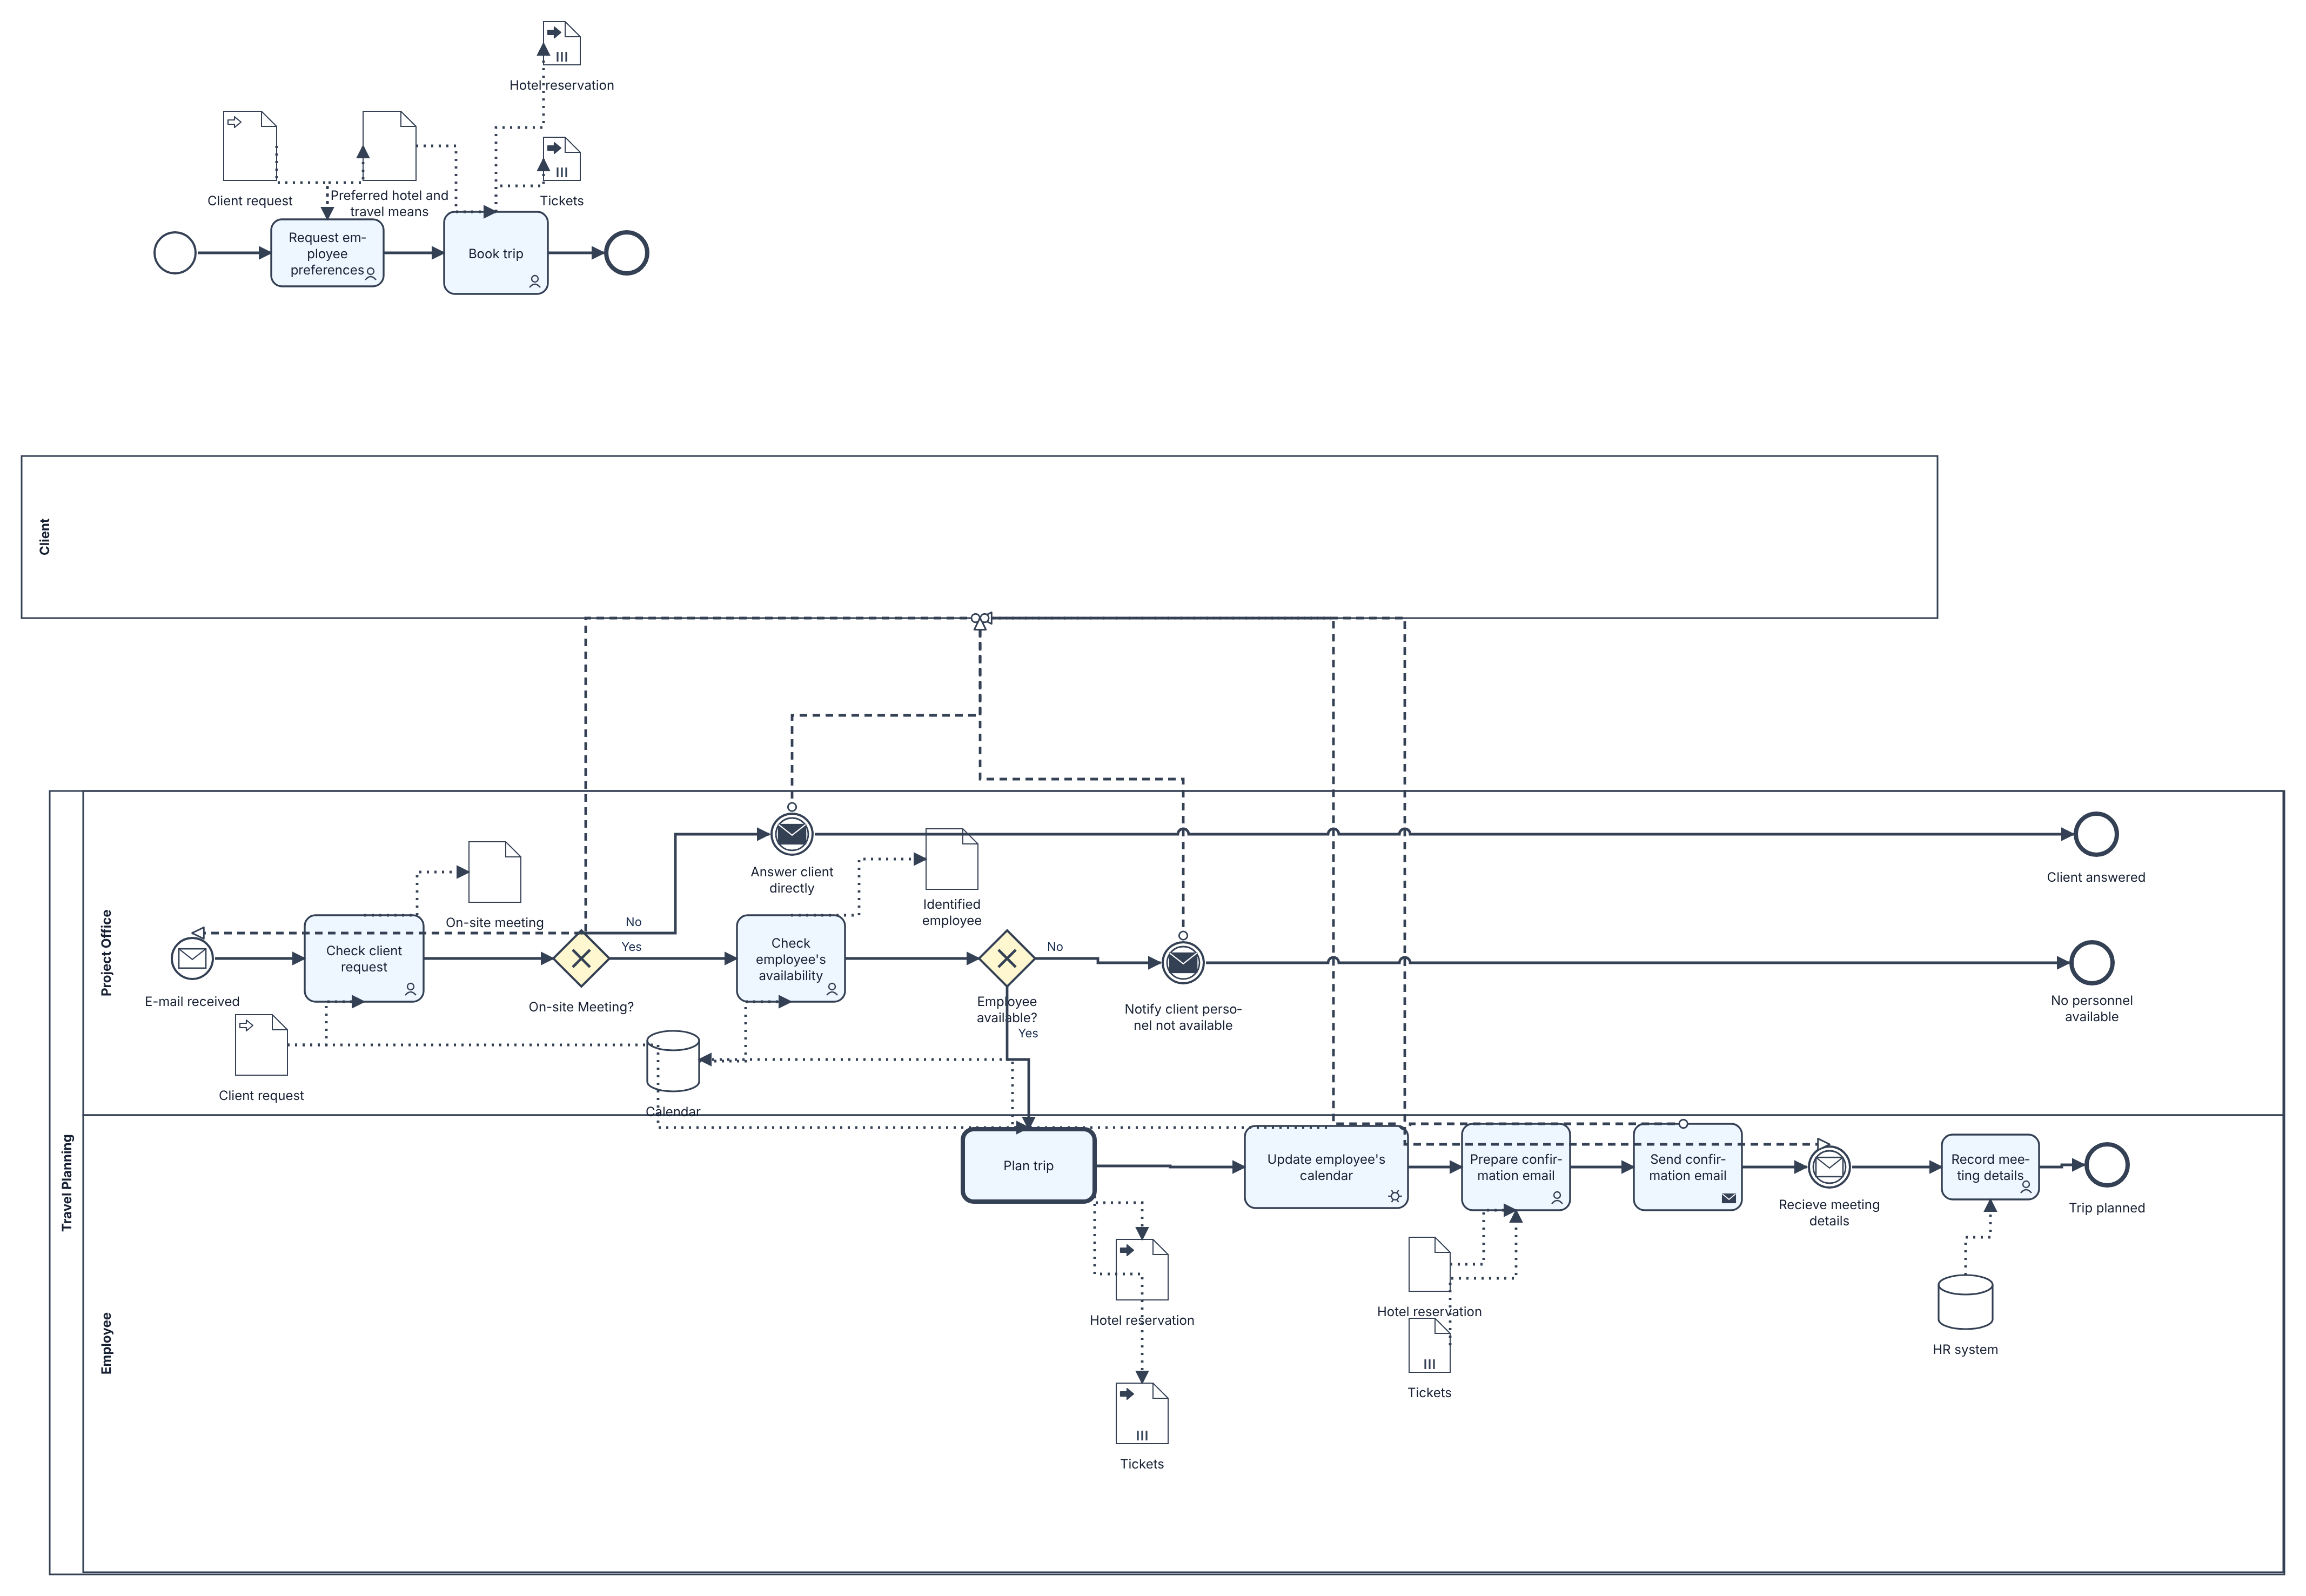 Hotel reservation
Client request
Preferred hotel and
travel means
Tickets
Request em-
ployee
preferences
Book trip
Client
Travel Planning
Project Office
Answer client
directly
Client answered
On-site meeting
Identified
employee
No
Yes
No
E-mail received
Check client
request
On-site Meeting?
Check
employee's
availability
Employee
available?
Yes
Notify client perso-
nel not available
No personnel
available
Client request
Calendar
Employee
Plan trip
Update employee's
calendar
Prepare confir-
mation email
Send confir-
mation email
Recieve meeting
details
Record mee-
ting details
Trip planned
Hotel reservation
Tickets
Hotel reservation
Tickets
HR system